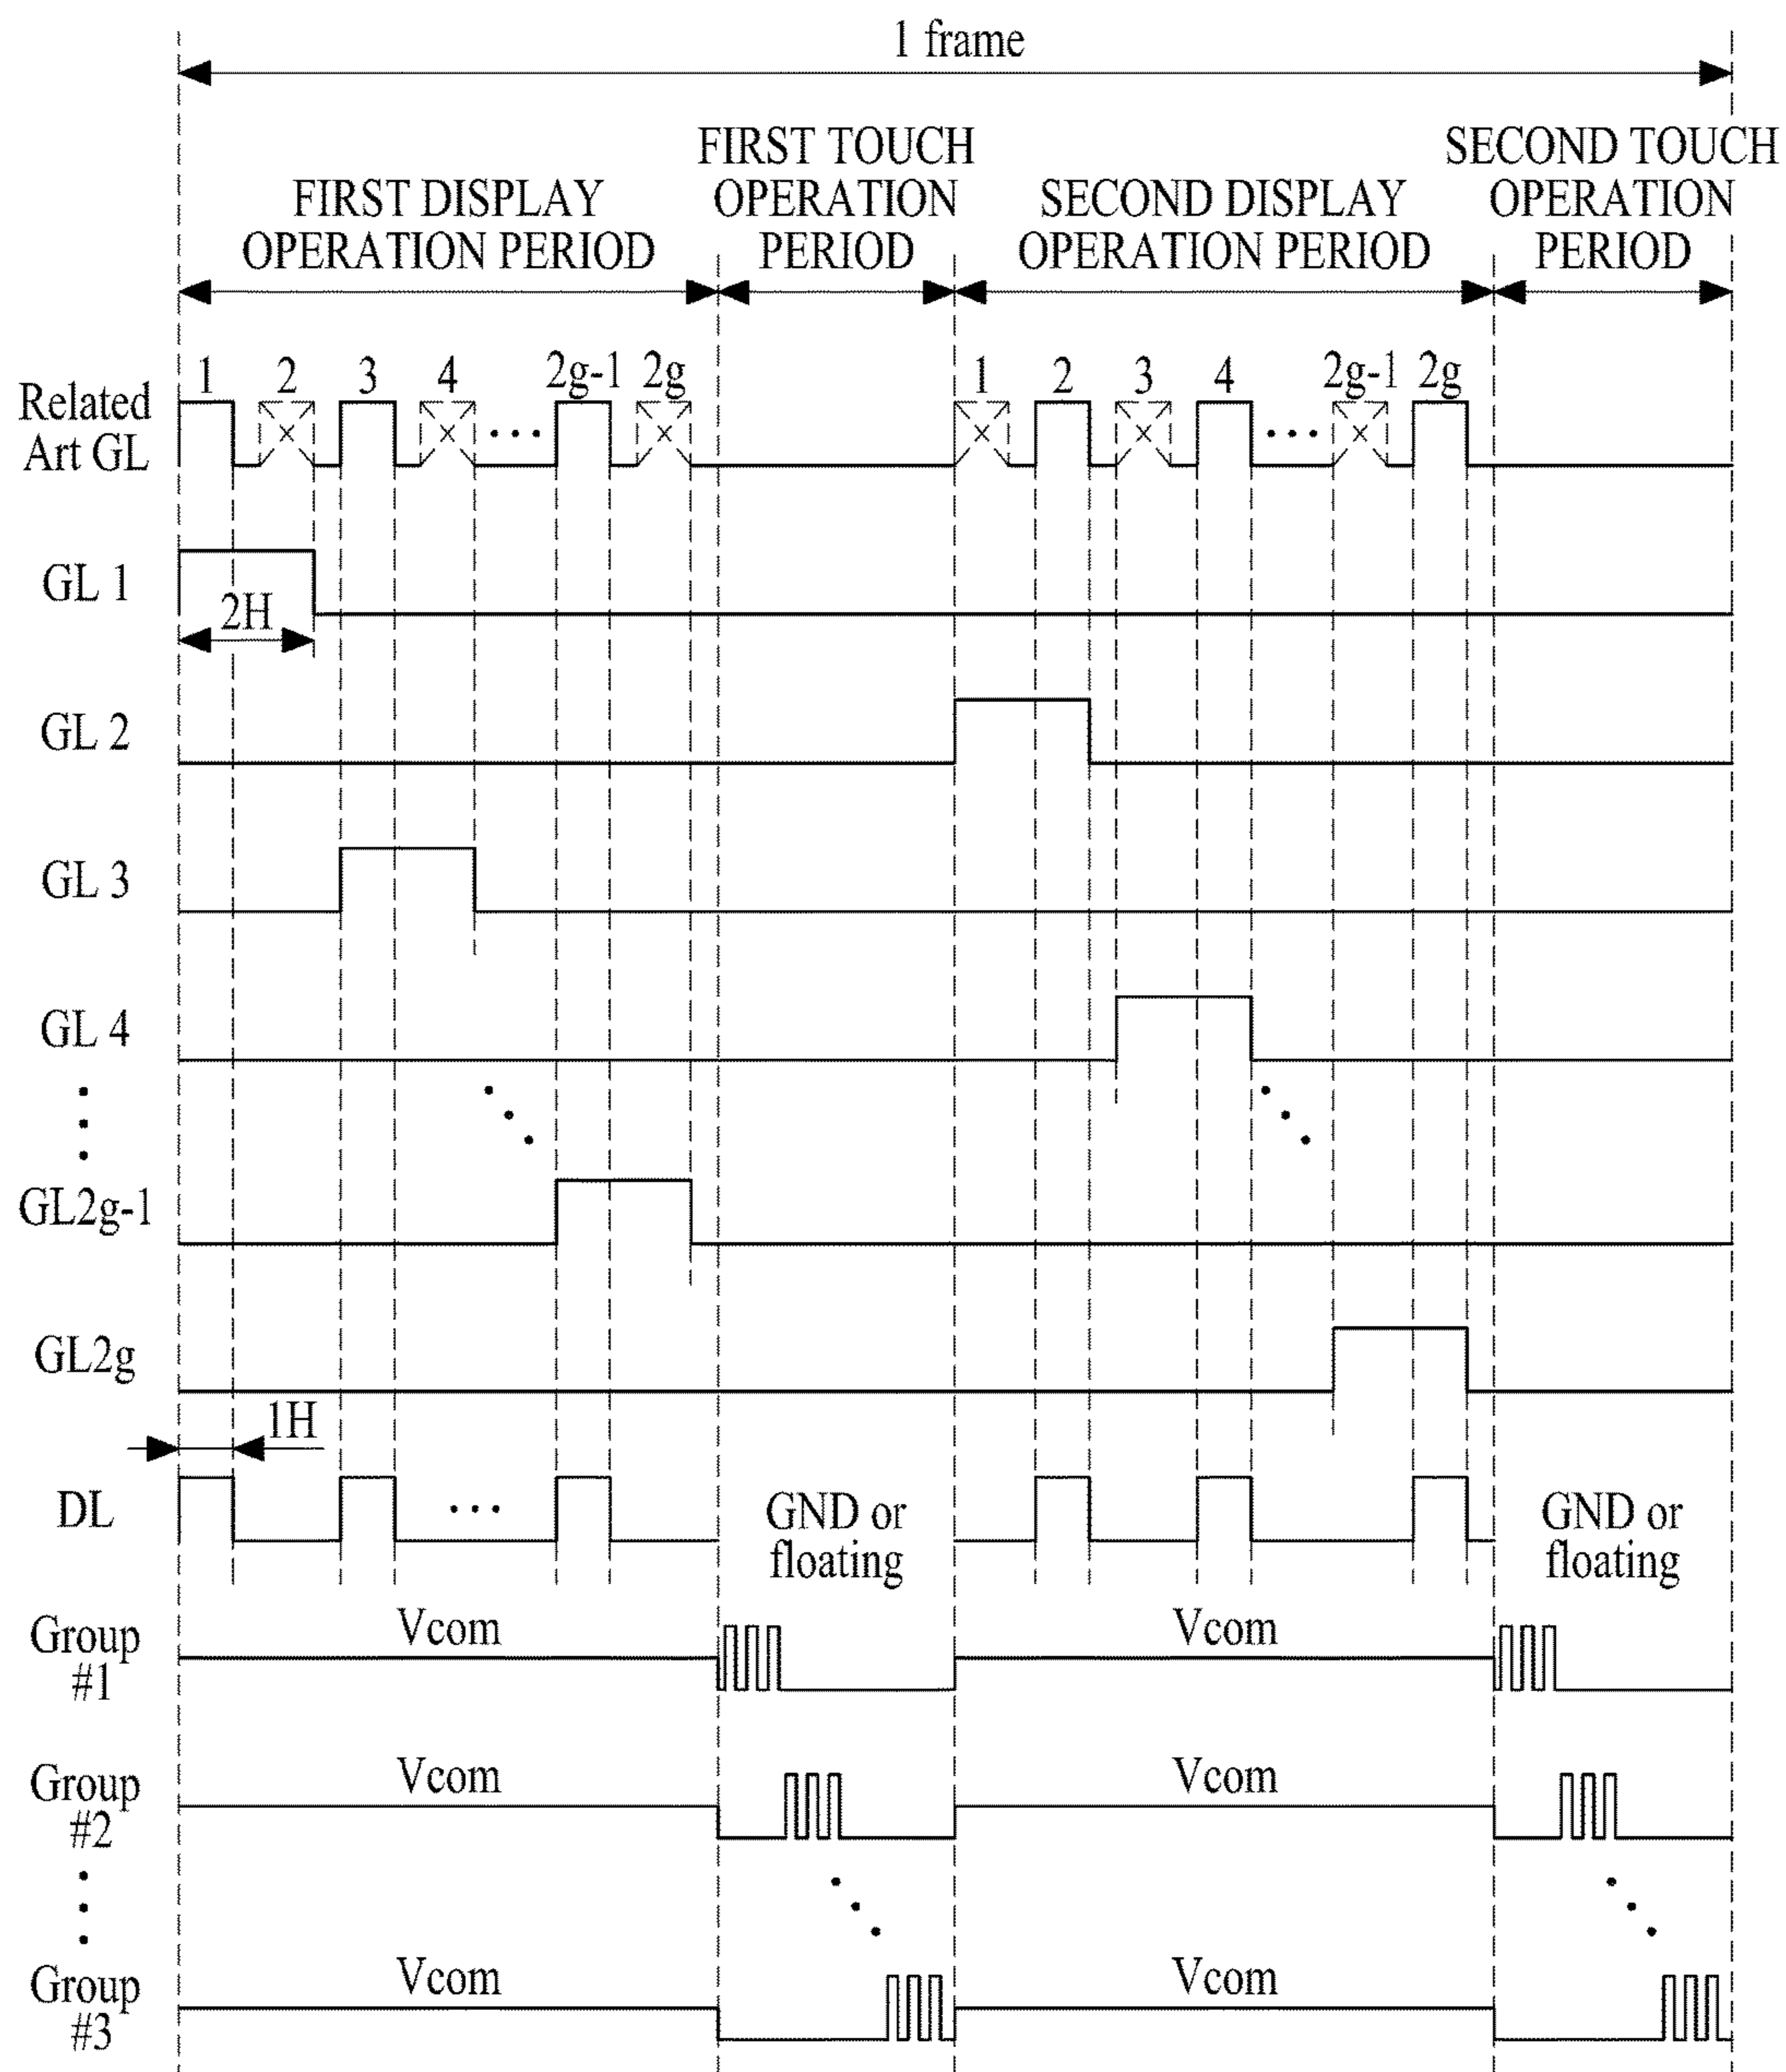 1 frame
FIRST DISPLAY
OPERATION PERIOD
FIRST TOUCH
OPERATION
PERIOD
SECOND DISPLAY
OPERATION PERIOD
SECOND TOUCH
OPERATION
PERIOD
Related
Art GL
1 2 3 4 ... 2g-1 2g
1 2 3 4 ... 2g-1 2g
GL 1
2H
GL 2
GL 3
GL 4
GL2g-1
GL2g
1H
DL
...
GND or
floating
GND or
floating
Group
#1
Vcom
Vcom
Group
#2
Vcom
Vcom
Group
#3
Vcom
Vcom